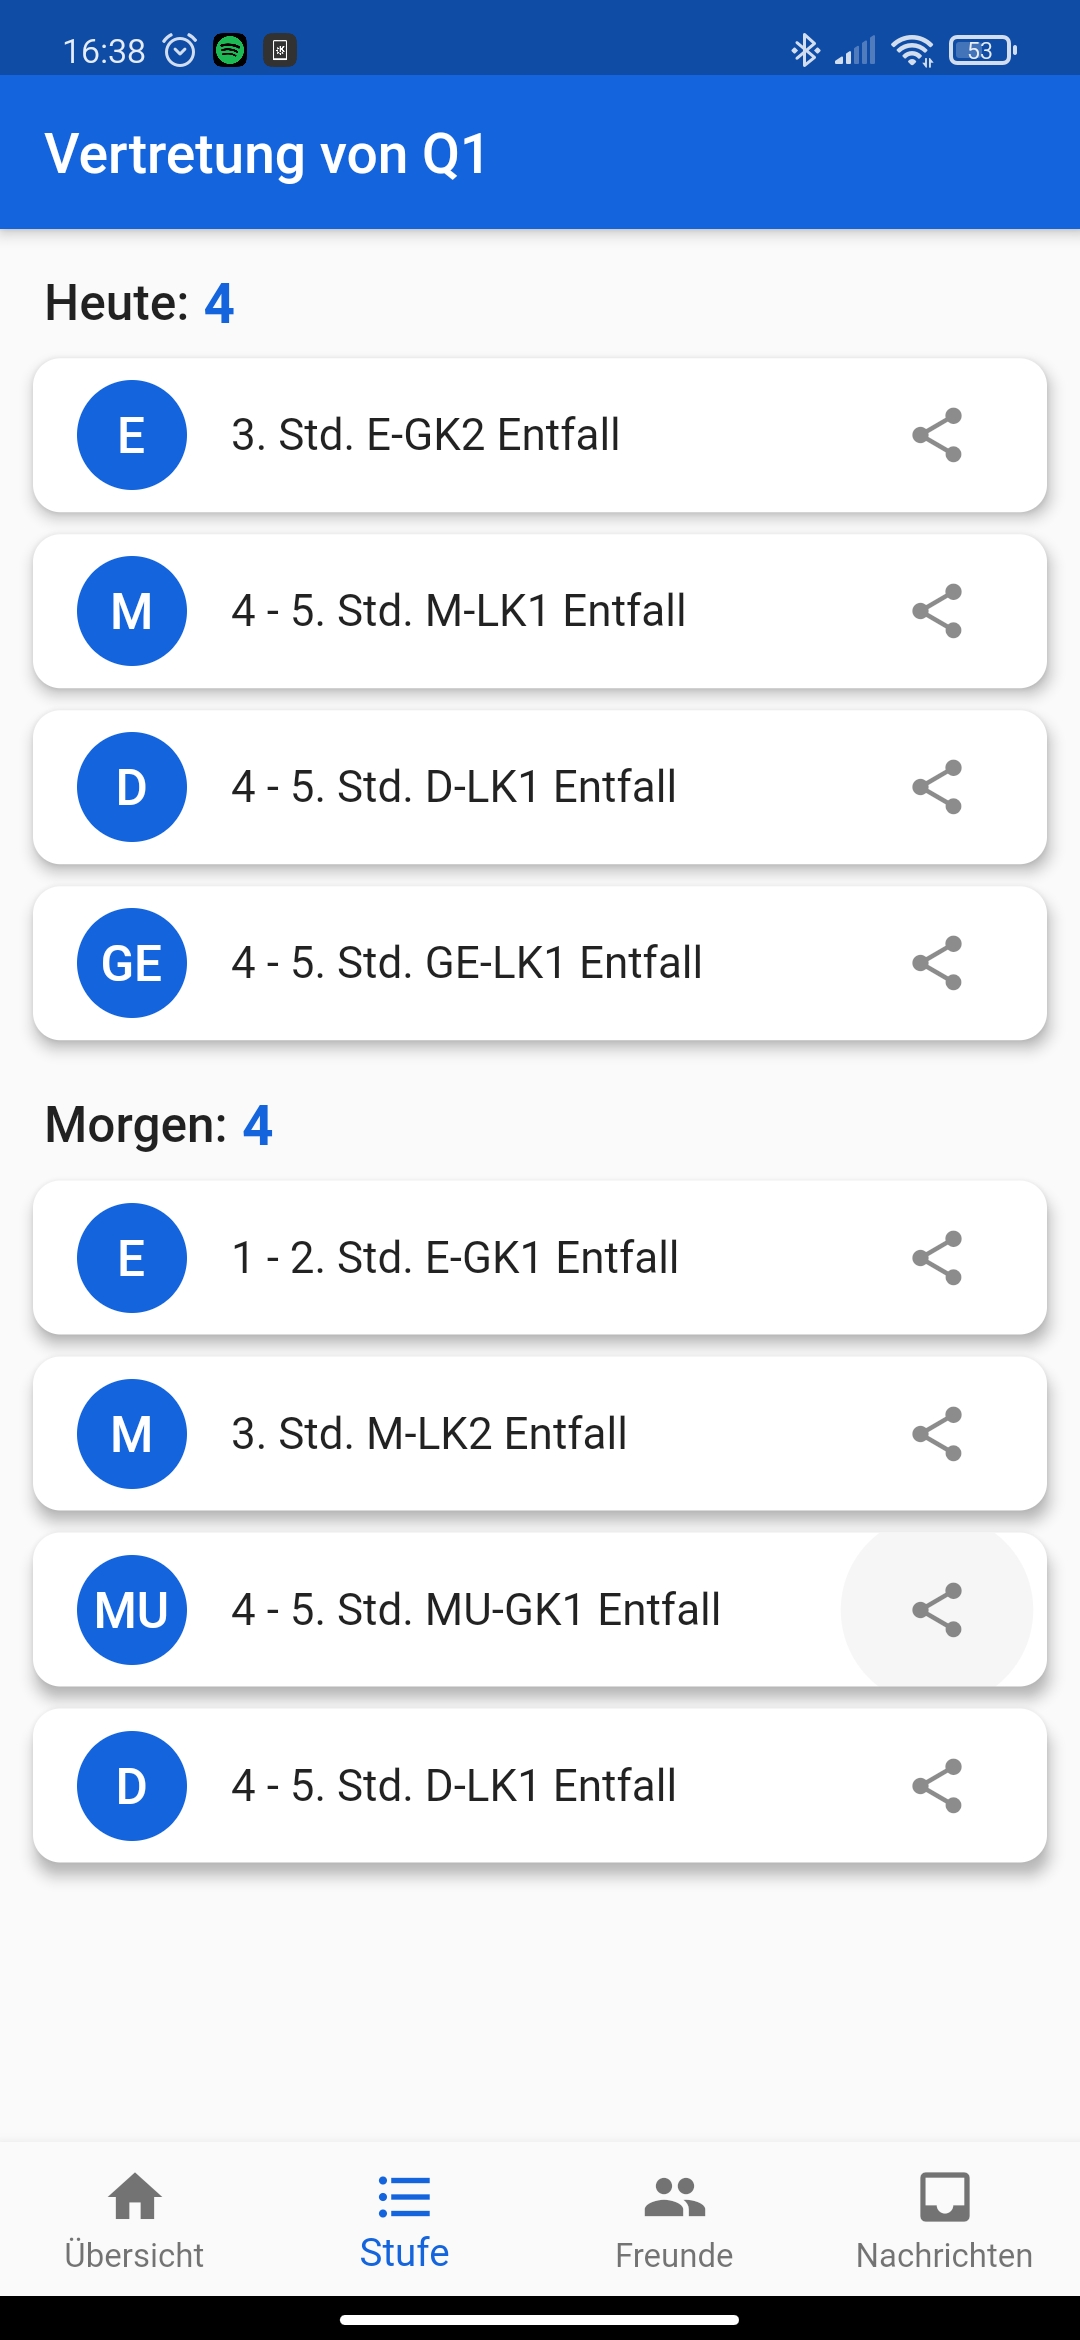 16:38
53
Vertretung von Q1
Heute: 4
E
3. Std. E-GK2 Entfall
M
4 - 5. Std. M-LK1 Entfall
D
4 - 5. Std. D-LK1 Entfall
GE
4 - 5. Std. GE-LK1 Entfall
Morgen: 4
E
1 - 2. Std. E-GK1 Entfall
M
3. Std. M-LK2 Entfall
MU
4 - 5. Std. MU-GK1 Entfall
D
4 - 5. Std. D-LK1 Entfall
Übersicht
Stufe
Freunde
Nachrichten